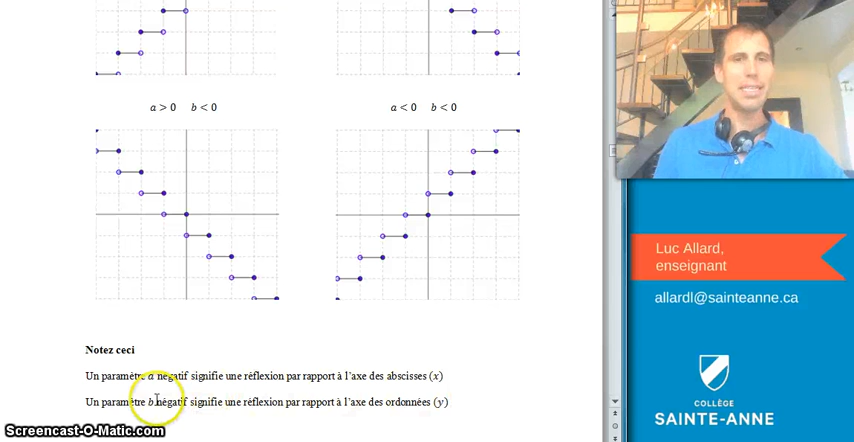 a > 0 b < 0
a < 0 b < 0
Notez ceci
Un paramètre a négatif signifie une réflexion par rapport à l'axe des abscisses (x)
Un paramètre b négatif signifie une réflexion par rapport à l'axe des ordonnées (y)
Luc Allard,
enseignant
allardl@sainteanne.ca
COLLÈGE
SAINTE-ANNE
Screencast-O-Matic.com